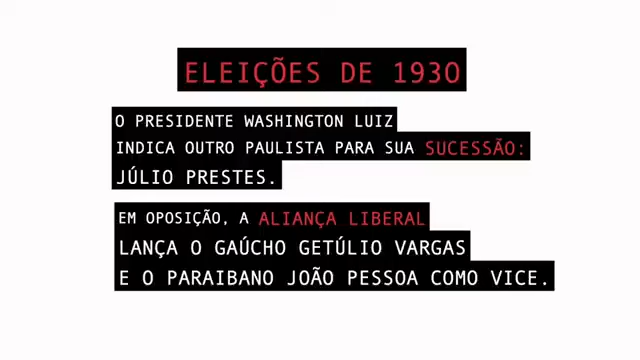 ELEIÇÕES DE 1930
O PRESIDENTE WASHINGTON LUIZ
INDICA OUTRO PAULISTA PARA SUA SUCESSÃO:
JÚLIO PRESTES.
EM OPOSIÇÃO, A ALIANÇA LIBERAL
LANÇA O GAÚCHO GETÚLIO VARGAS
E O PARAIBANO JOÃO PESSOA COMO VICE.